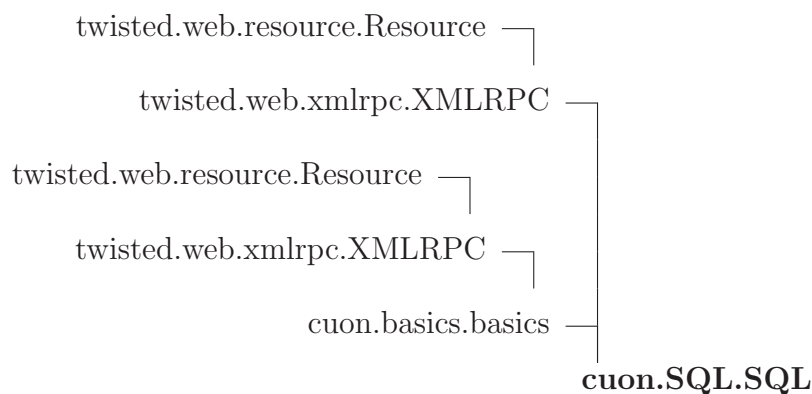 twisted.web.resource.Resource
twisted.web.xmlrpc.XMLRPC
twisted.web.resource.Resource
twisted.web.xmlrpc.XMLRPC
cuon.basics.basics
cuon.SQL.SQL